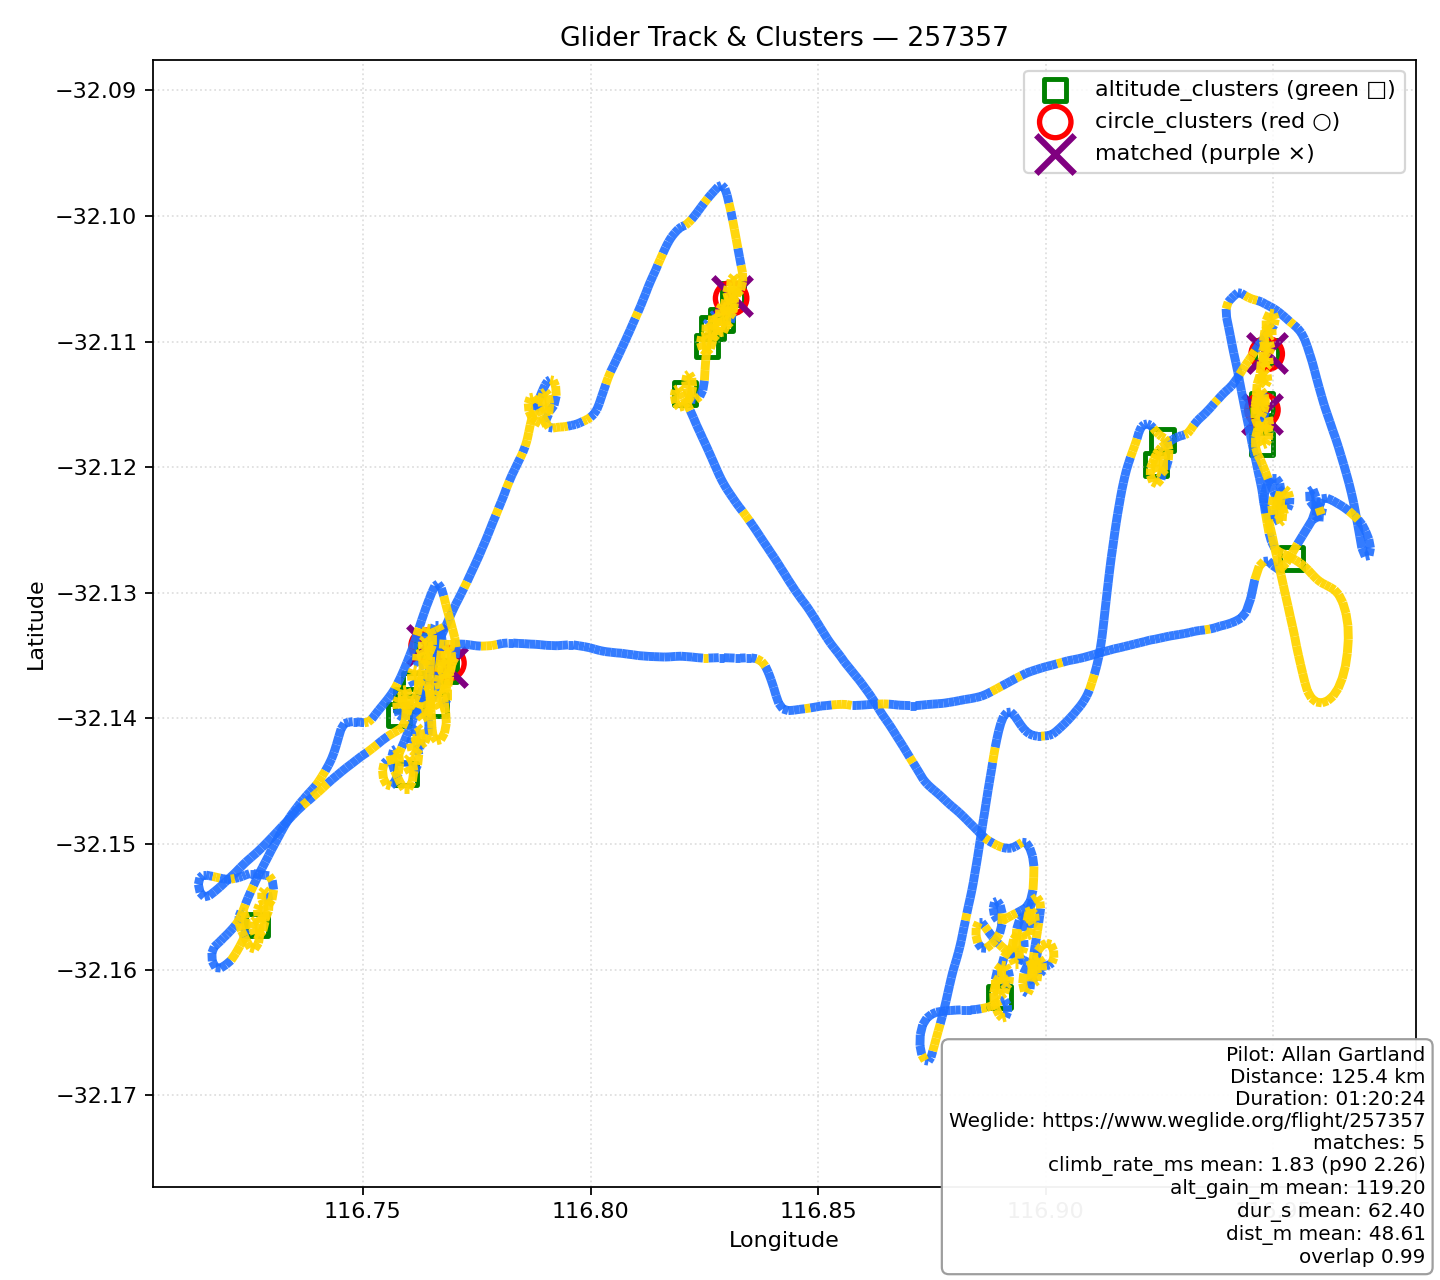 Glider Track & Clusters — 257357
altitude_clusters (green □)
circle_clusters (red ○)
matched (purple ×)
Latitude
−32.09
−32.10
−32.11
−32.12
−32.13
−32.14
−32.15
−32.16
−32.17
116.75
116.80
116.85
116.90
Longitude
Pilot: Allan Gartland
Distance: 125.4 km
Duration: 01:20:24
Weglide: https://www.weglide.org/flight/257357
matches: 5
climb_rate_ms mean: 1.83 (p90 2.26)
alt_gain_m mean: 119.20
dur_s mean: 62.40
dist_m mean: 48.61
overlap 0.99